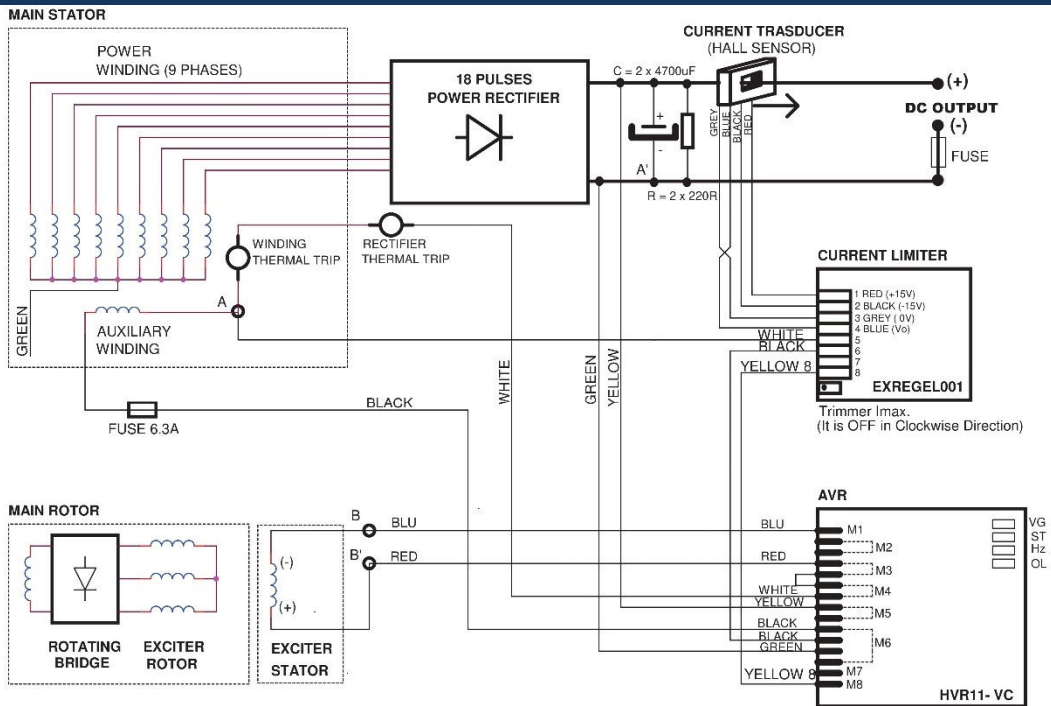 MAIN STATOR
POWER
WINDING (9 PHASES)
18 PULSES
POWER RECTIFIER
C = 2 x 4700uF
CURRENT TRASDUCER
(HALL SENSOR)
GREY
BLUE
BLACK
RED
(+)
DC OUTPUT
(-)
FUSE
+
-
A'
R = 2 x 220R
WINDING
THERMAL TRIP
RECTIFIER
THERMAL TRIP
A
GREEN
AUXILIARY
WINDING
FUSE 6.3A
BLACK
WHITE
GREEN
YELLOW
CURRENT LIMITER
1 RED (+15V)
2 BLACK (-15V)
3 GREY ( 0V)
4 BLUE (Vo)
WHITE 5
BLACK 6
7
YELLOW 8 8
EXREGEL001
Trimmer Imax.
(It is OFF in Clockwise Direction)
MAIN ROTOR
ROTATING
BRIDGE
EXCITER
ROTOR
(-)
(+)
EXCITER
STATOR
B
BLU
B'
RED
AVR
BLU M1
M2
RED
M3
WHITE M4
YELLOW M5
BLACK
BLACK M6
GREEN
YELLOW 8 M7
M8
VG
ST
Hz
OL
HVR11- VC